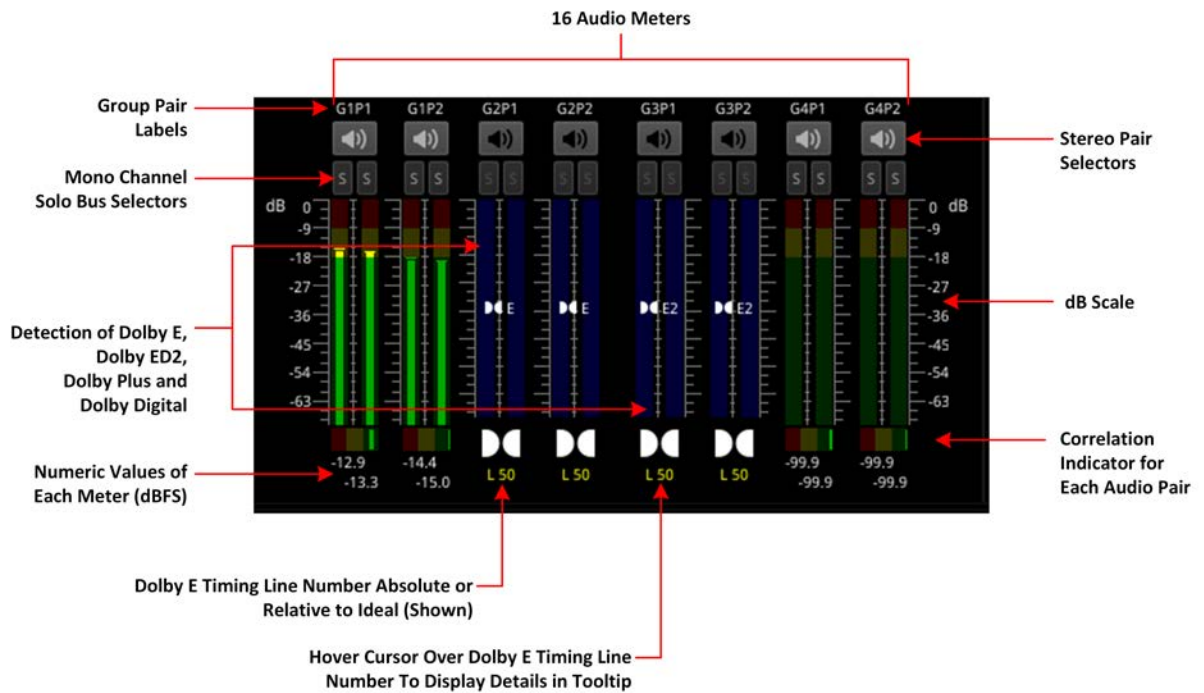 16 Audio Meters
Group Pair
Labels
G1P1 G1P2 G2P1 G2P2 G3P1 G3P2 G4P1 G4P2
Stereo Pair
Selectors
Mono Channel
Solo Bus Selectors
S S S S S S S S S S S S S S S S
dB 0 0 dB
-9 -9
-18 -18
-27 -27
-36 -36
-45 -45
-54 -54
-63 -63
E E E2 E2
dB Scale
Detection of Dolby E,
Dolby ED2,
Dolby Plus and
Dolby Digital
Correlation
Indicator for
Each Audio Pair
Numeric Values of
Each Meter (dBFS)
-12.9 -14.4 L 50 L 50 L 50 L 50 -99.9 -99.9
-13.3 -15.0 -99.9 -99.9
Dolby E Timing Line Number Absolute or
Relative to Ideal (Shown)
Hover Cursor Over Dolby E Timing Line
Number To Display Details in Tooltip